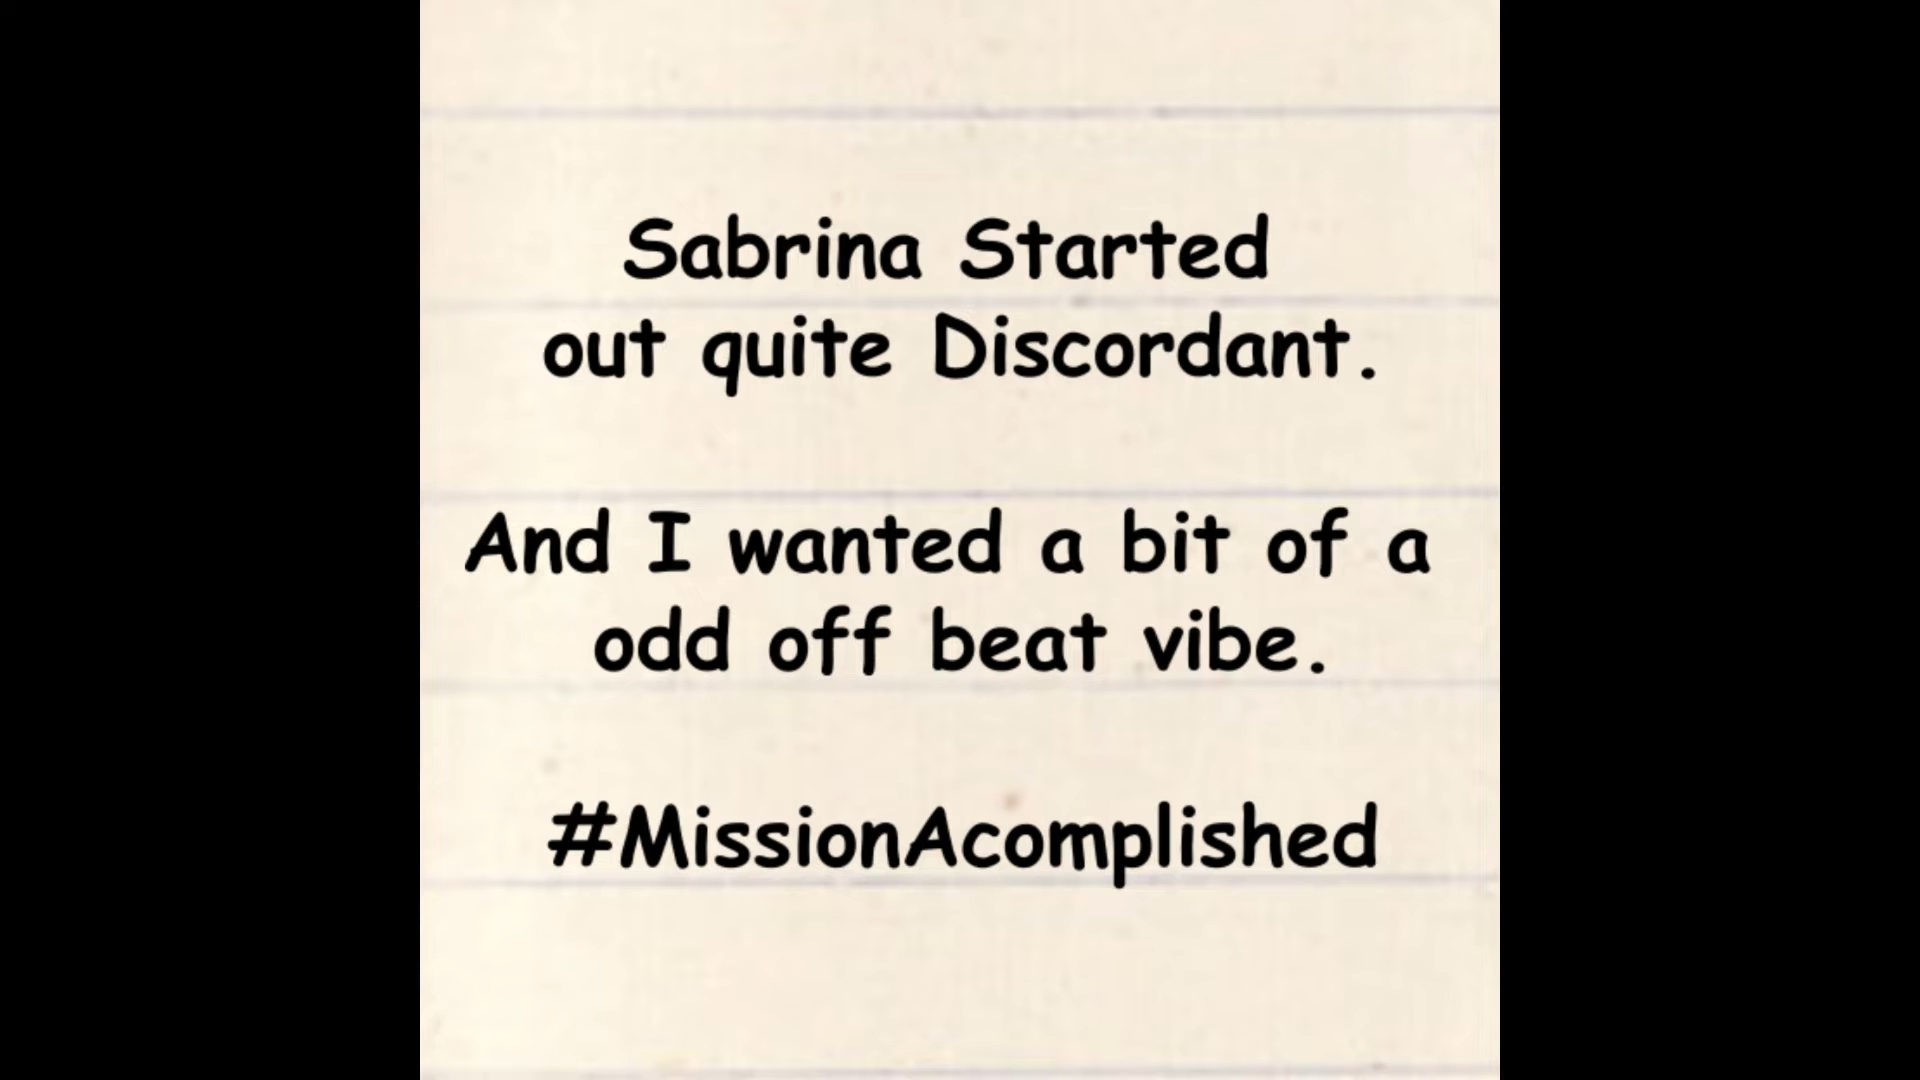 Sabrina Started
out quite Discordant.
And I wanted a bit of a
odd off beat vibe.
#MissionAcomplished